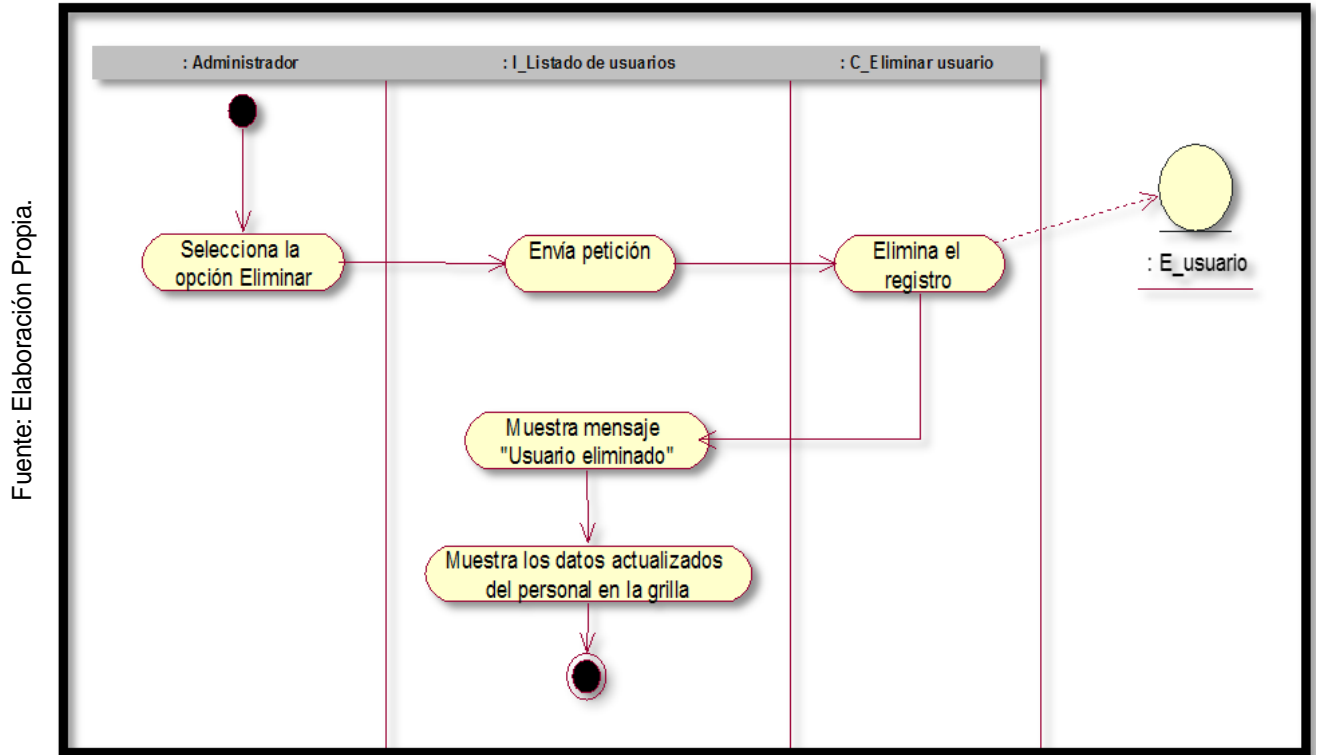 : Administrador
: I_Listado de usuarios
: C_Eliminar usuario
Selecciona la
opción Eliminar
Envía petición
Elimina el
registro
: E_usuario
Muestra mensaje
"Usuario eliminado"
Muestra los datos actualizados
del personal en la grilla
Fuente: Elaboración Propia.